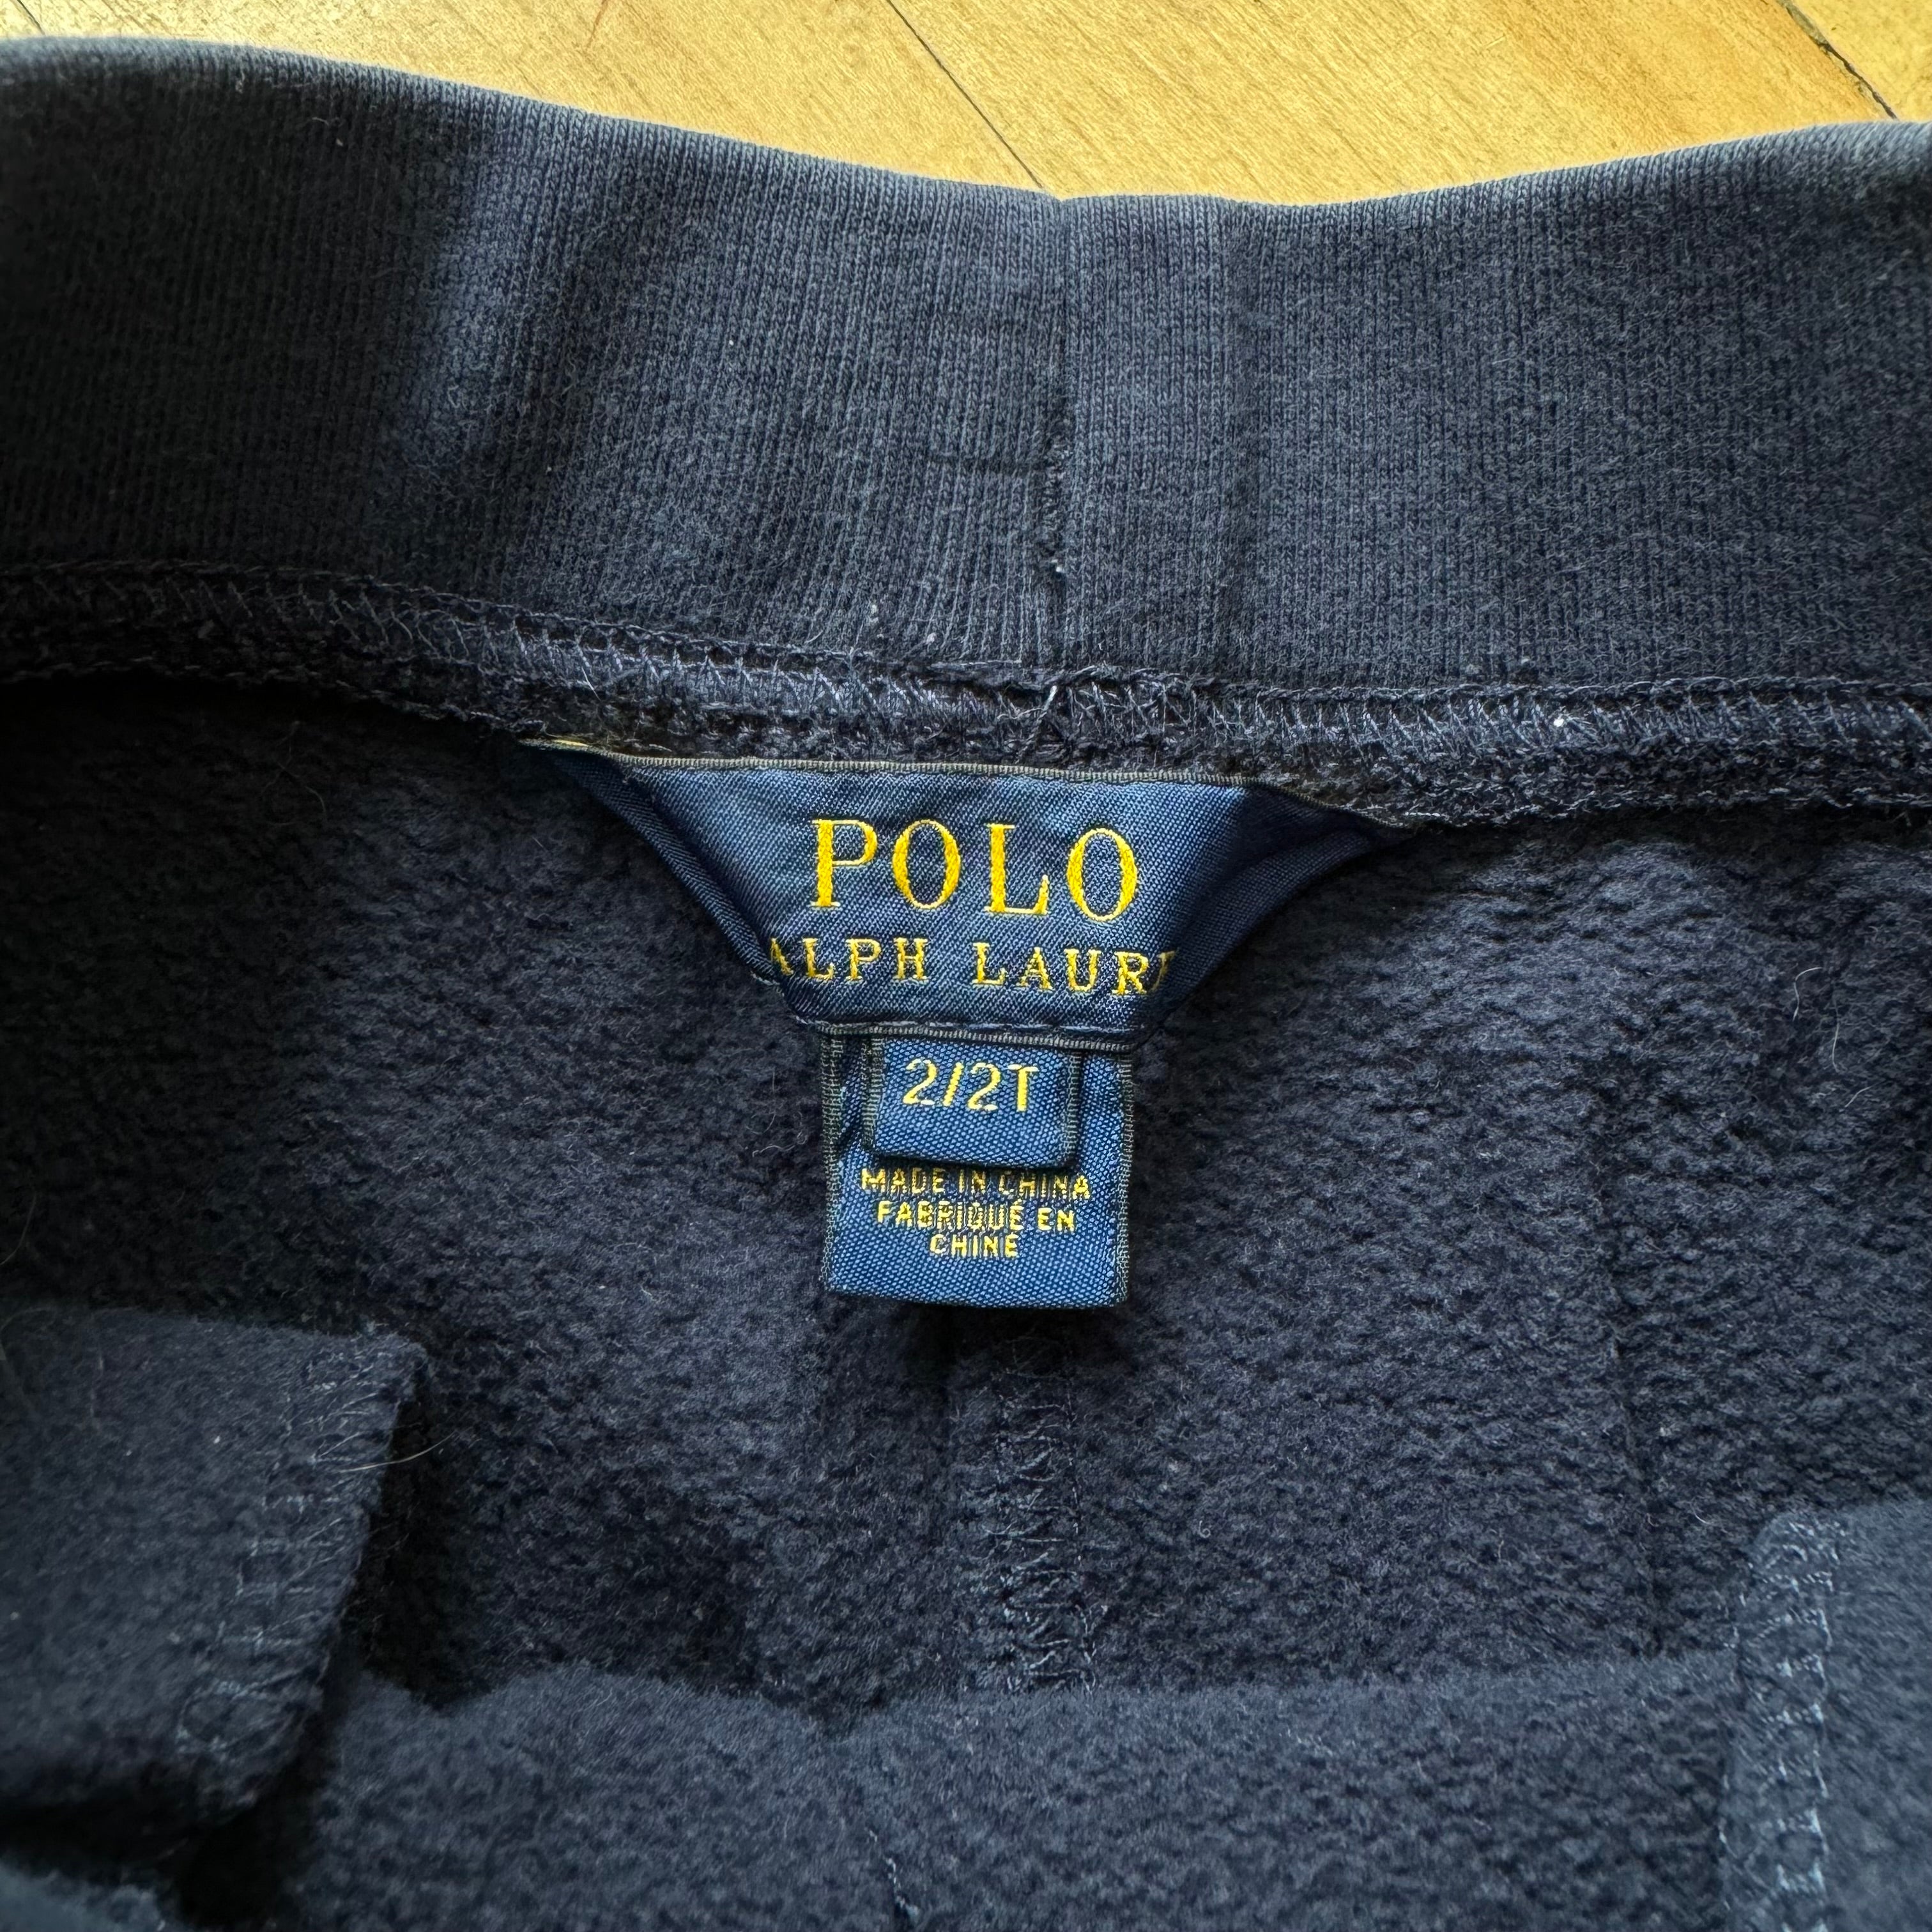 POLO
ALPH LAUR
2/2T
MADE IN CHINA
FABRIQUÉ EN
CHINE